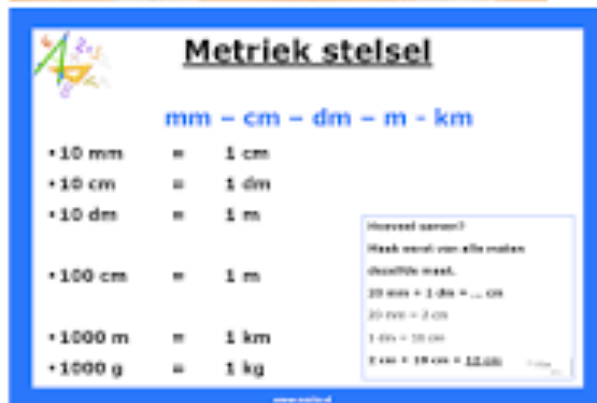 Metriek stelsel
mm – cm – dm – m - km
•10 mm = 1 cm
•10 cm = 1 dm
•10 dm = 1 m
•100 cm = 1 m
•1000 m = 1 km
•1000 g = 1 kg
Hoeveel samen?
Maak eerst van alle maten
dezelfde maat.
20 mm + 1 dm = ... cm
20 mm = 2 cm
1 dm = 10 cm
2 cm + 10 cm = 12 cm